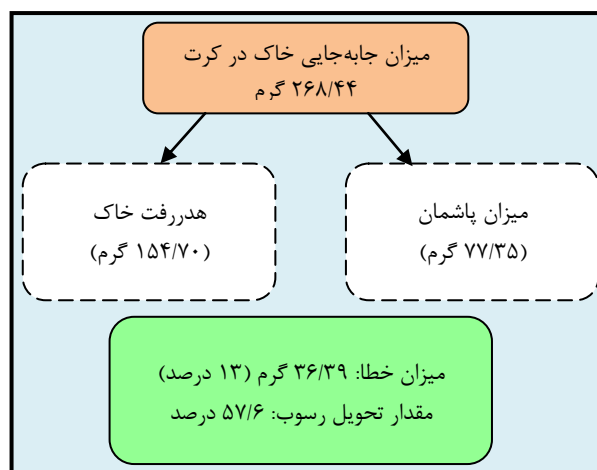 میزان جابه‌جایی خاک در کرت
۲۶۸/۴۴ گرم
هدررفت خاک
(۱۵۴/۷۰ گرم)
میزان پاشمان
(۷۷/۳۵ گرم)
میزان خطا: ۳۶/۳۹ گرم (۱۳ درصد)
مقدار تحویل رسوب: ۵۷/۶ درصد